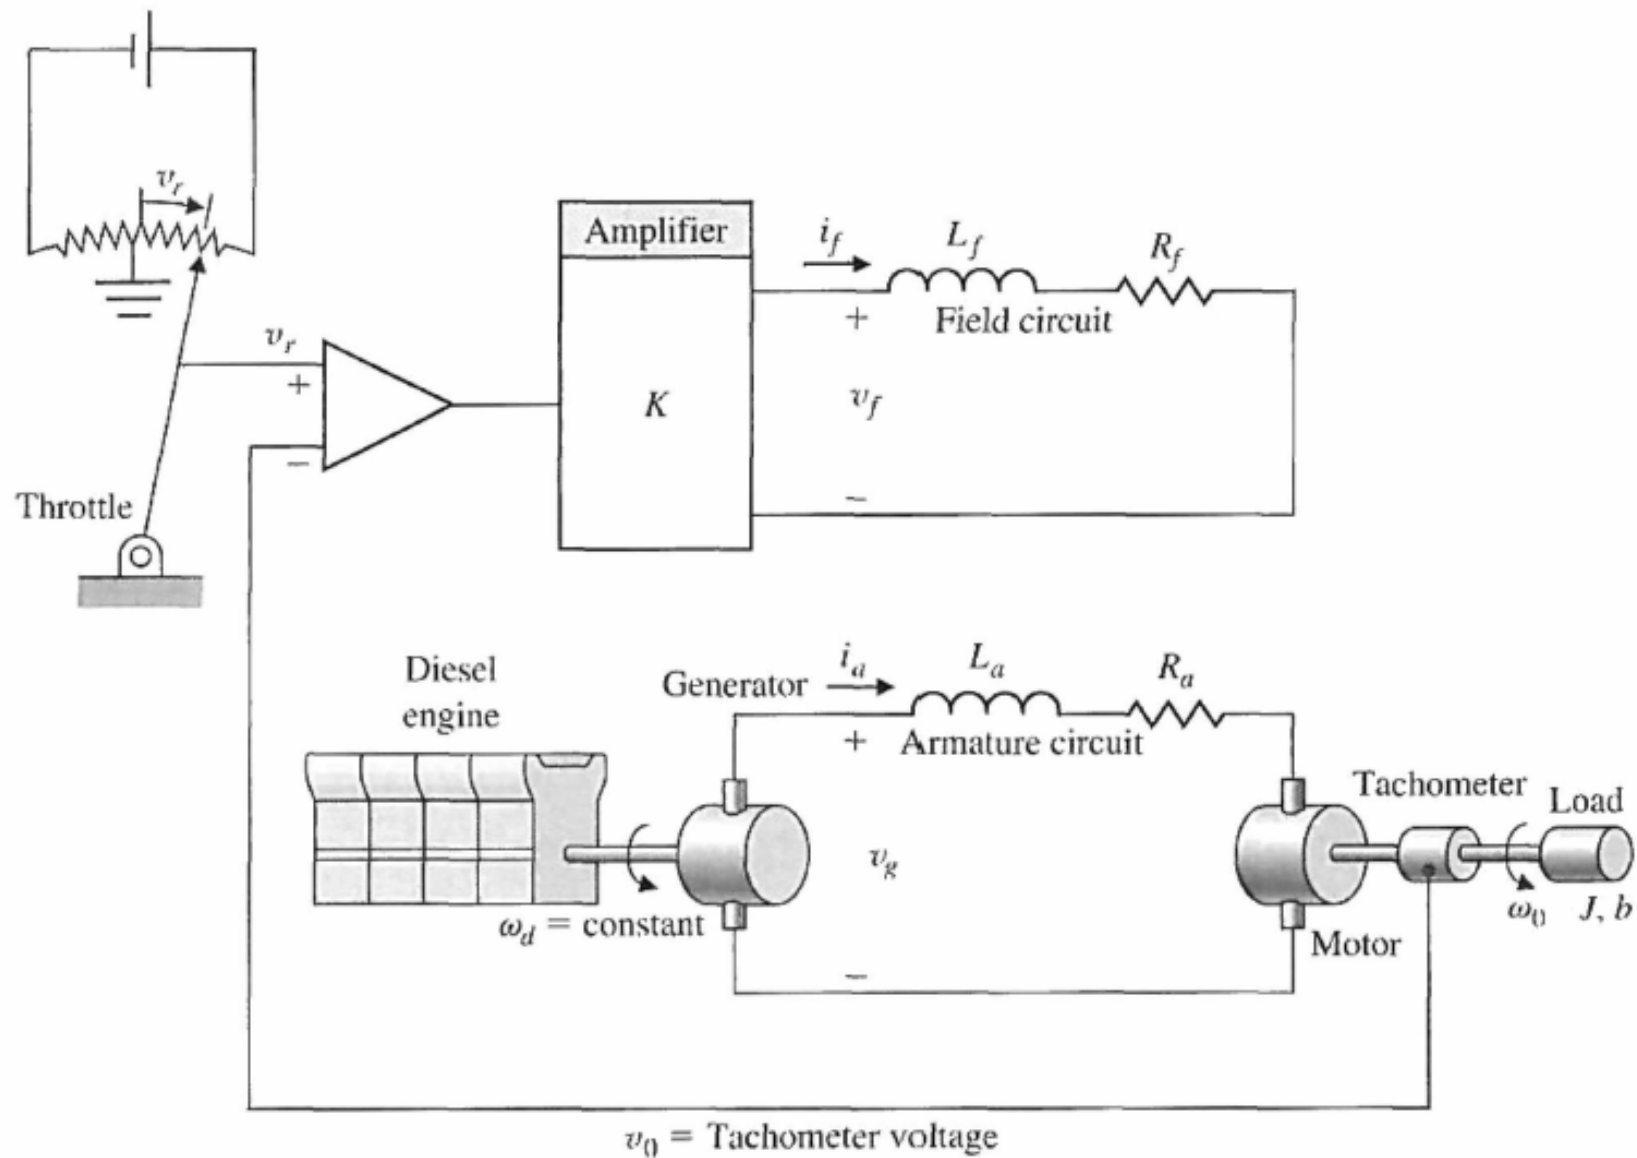 v_r
Amplifier
K
i_f
L_f
R_f
+
Field circuit
v_f
−
v_r
+
−
Throttle
Diesel
engine
ω_d = constant
Generator
i_a
L_a
R_a
+
Armature circuit
v_g
−
Motor
Tachometer
Load
ω_0
J, b
v_0 = Tachometer voltage